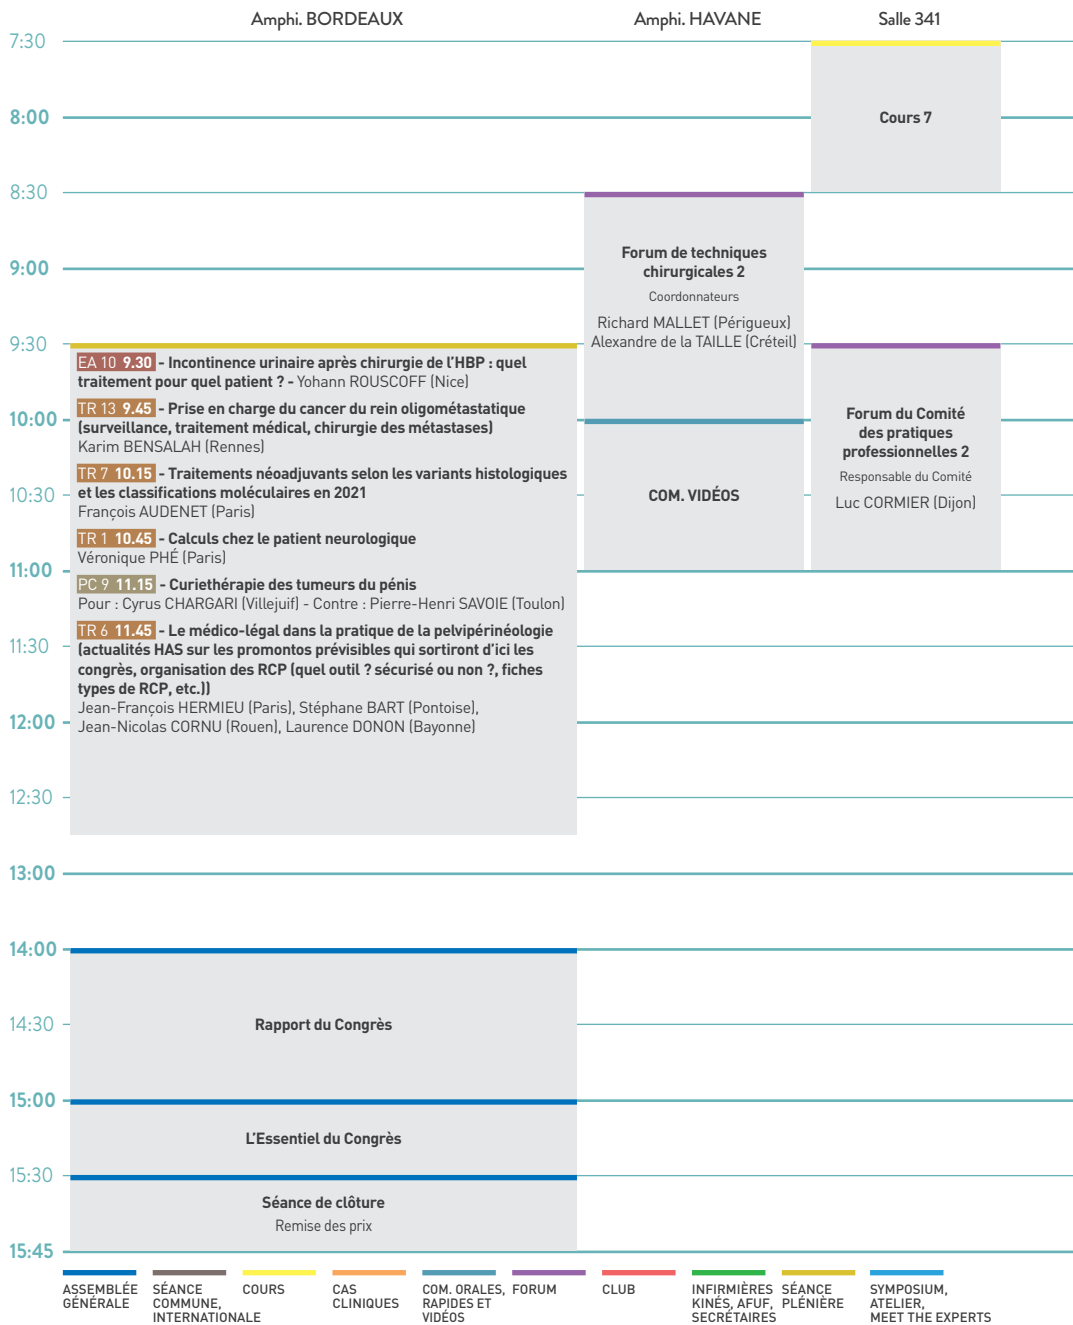 Amphi. BORDEAUX
Amphi. HAVANE
Salle 341
7:30
8:00
Cours 7
8:30
9:00
Forum de techniques
chirurgicales 2
Coordonnateurs
Richard MALLET (Périgueux)
Alexandre de la TAILLE (Créteil)
9:30
EA 10 9.30 - Incontinence urinaire après chirurgie de l'HBP : quel
traitement pour quel patient ? - Yohann ROUSCOFF (Nice)
TR 13 9.45 - Prise en charge du cancer du rein oligométastatique
(surveillance, traitement médical, chirurgie des métastases)
Karim BENSALAH (Rennes)
TR 7 10.15 - Traitements néoadjuvants selon les variants histologiques
et les classifications moléculaires en 2021
François AUDENET (Paris)
TR 1 10.45 - Calculs chez le patient neurologique
Véronique PHÉ (Paris)
PC 9 11.15 - Curiethérapie des tumeurs du pénis
Pour : Cyrus CHARGARI (Villejuif) - Contre : Pierre-Henri SAVOIE (Toulon)
TR 6 11.45 - Le médico-légal dans la pratique de la pelvipérinéologie
(actualités HAS sur les promontos prévisibles qui sortiront d'ici les
congrès, organisation des RCP (quel outil ? sécurisé ou non ?, fiches
types de RCP, etc.))
Jean-François HERMIEU (Paris), Stéphane BART (Pontoise),
Jean-Nicolas CORNU (Rouen), Laurence DONON (Bayonne)
10:00
COM. VIDÉOS
Forum du Comité
des pratiques
professionnelles 2
Responsable du Comité
Luc CORMIER (Dijon)
10:30
11:00
11:30
12:00
12:30
13:00
14:00
Rapport du Congrès
14:30
15:00
L'Essentiel du Congrès
15:30
Séance de clôture
Remise des prix
15:45
ASSEMBLÉE
GÉNÉRALE
SÉANCE
COMMUNE,
INTERNATIONALE
COURS
CAS
CLINIQUES
COM. ORALES,
RAPIDES ET
VIDÉOS
FORUM
CLUB
INFIRMIÈRES
KINÉS, AFUF,
SECRÉTAIRES
SÉANCE
PLÉNIÈRE
SYMPOSIUM,
ATELIER,
MEET THE EXPERTS